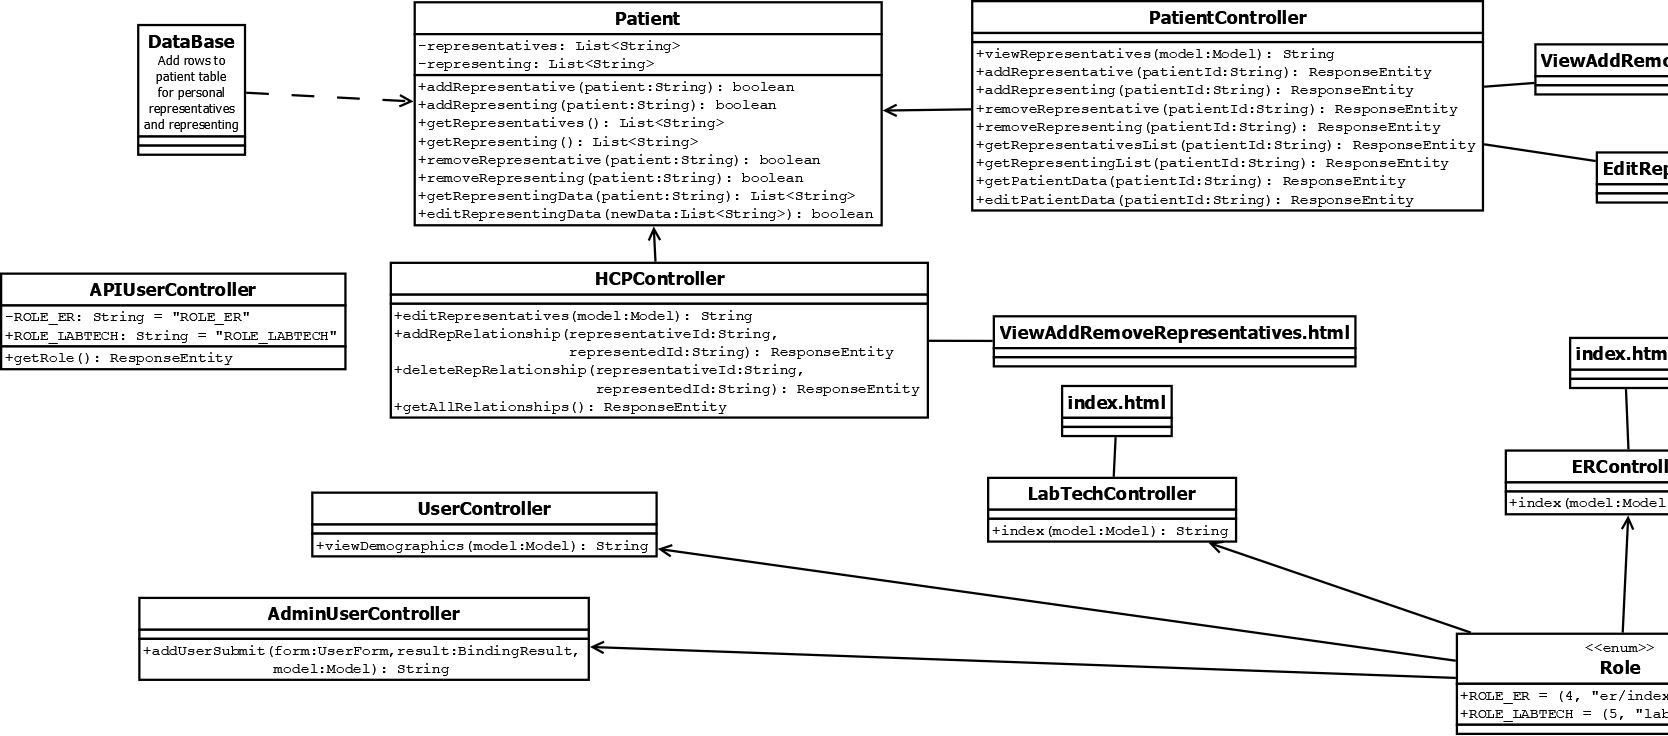 DataBase
Add rows to
patient table
for personal
representatives
and representing
Patient
-representatives: List<String>
-representing: List<String>
+addRepresentative(patient:String): boolean
+addRepresenting(patient:String): boolean
+getRepresentatives(): List<String>
+getRepresenting(): List<String>
+removeRepresentative(patient:String): boolean
+removeRepresenting(patient:String): boolean
+getRepresentingData(patient:String): List<String>
+editRepresentingData(newData:List<String>): boolean
PatientController
+viewRepresentatives(model:Model): String
+addRepresentative(patientId:String): ResponseEntity
+addRepresenting(patientId:String): ResponseEntity
+removeRepresentative(patientId:String): ResponseEntity
+removeRepresenting(patientId:String): ResponseEntity
+getRepresentativesList(patientId:String): ResponseEntity
+getRepresentingList(patientId:String): ResponseEntity
+getPatientData(patientId:String): ResponseEntity
+editPatientData(patientId:String): ResponseEntity
ViewAddRemo
EditRep
APIUserController
-ROLE_ER: String = "ROLE_ER"
+ROLE_LABTECH: String = "ROLE_LABTECH"
+getRole(): ResponseEntity
HCPController
+editRepresentatives(model:Model): String
+addRepRelationship(representativeId:String,
representedId:String): ResponseEntity
+deleteRepRelationship(representativeId:String,
representedId:String): ResponseEntity
+getAllRelationships(): ResponseEntity
ViewAddRemoveRepresentatives.html
index.html
index.htm
LabTechController
+index(model:Model): String
ERControll
+index(model:Model
UserController
+viewDemographics(model:Model): String
AdminUserController
+addUserSubmit(form:UserForm,result:BindingResult,
model:Model): String
<<enum>>
Role
+ROLE_ER = (4, "er/index
+ROLE_LABTECH = (5, "lab